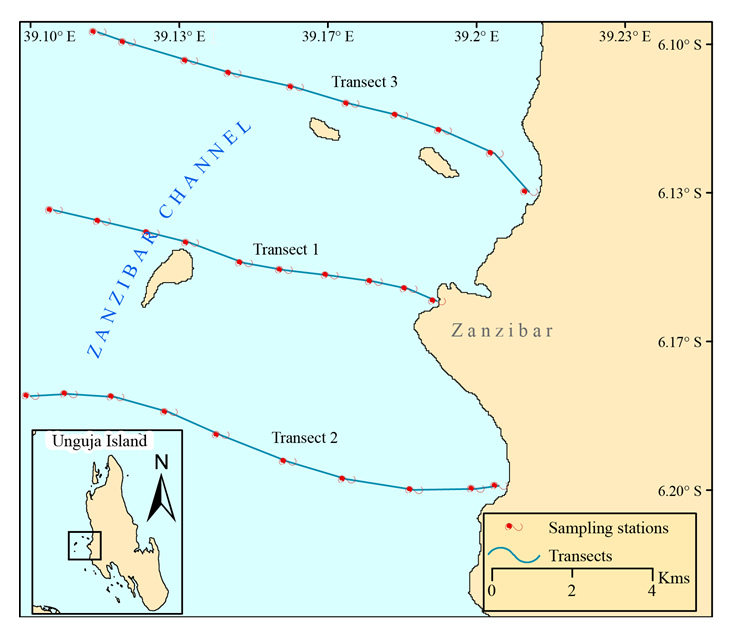 39.10° E 39.13° E 39.17° E 39.2° E 39.23° E
6.10° S
Transect 3
ZANZIBAR CHANNEL
6.13° S
Transect 1
Zanzibar
6.17° S
Transect 2
Unguja Island
N
6.20° S
Sampling stations
Transects
Kms
0 2 4